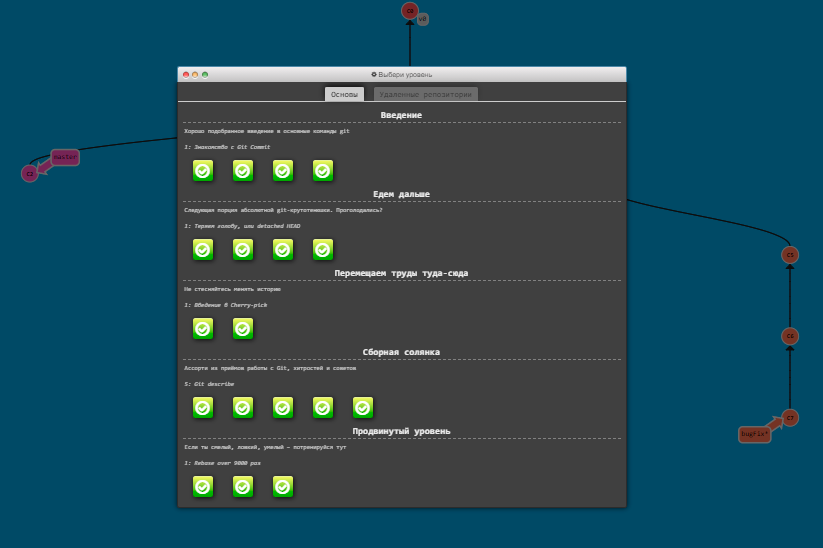 C0
v0
Выбери уровень
Основы
Удаленные репозитории
Введение
Хорошо подобранное введение в основные команды git
1: Знакомство с Git Commit
master
C2
Едем дальше
Следующая порция абсолютной git-крутотенюшки. Проголодались?
1: Теряем голову, или detached HEAD
C5
Перемещаем труды туда-сюда
Не стесняйтесь менять историю
1: Введение в Cherry-pick
C6
Сборная солянка
Ассорти из приёмов работы с Git, хитростей и советов
5: Git describe
C7
bugFix*
Продвинутый уровень
Если ты смелый, ловкий, умелый – потренируйся тут
1: Rebase over 9000 раз